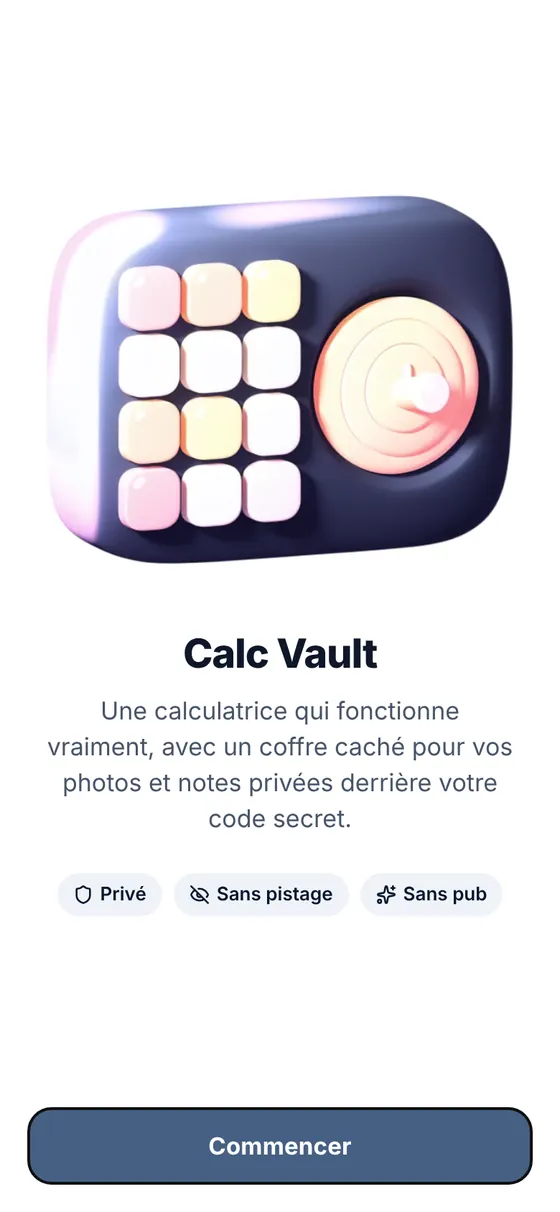 Calc Vault
Une calculatrice qui fonctionne
vraiment, avec un coffre caché pour vos
photos et notes privées derrière votre
code secret.
Privé
Sans pistage
Sans pub
Commencer